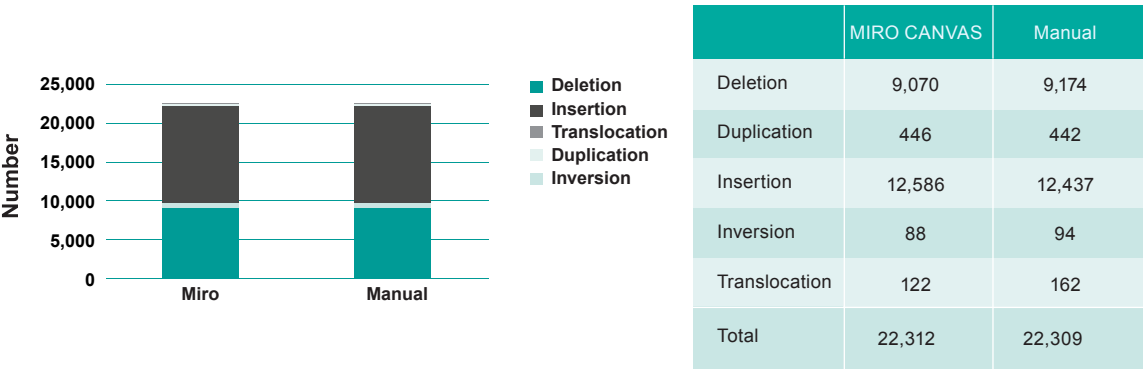 Number
25,000
20,000
15,000
10,000
5,000
0
Miro Manual
Deletion
Insertion
Translocation
Duplication
Inversion
MIRO CANVAS Manual
Deletion 9,070 9,174
Duplication 446 442
Insertion 12,586 12,437
Inversion 88 94
Translocation 122 162
Total 22,312 22,309